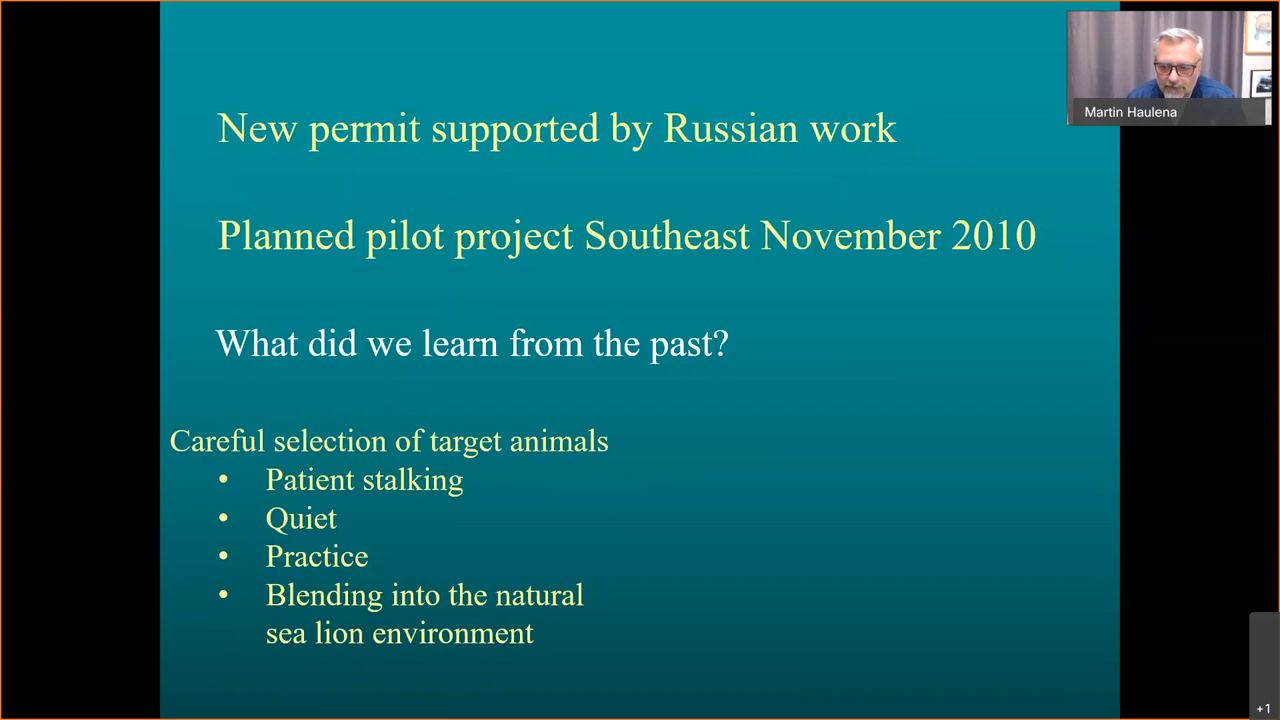 Martin Haulena
New permit supported by Russian work
Planned pilot project Southeast November 2010
What did we learn from the past?
Careful selection of target animals
• Patient stalking
• Quiet
• Practice
• Blending into the natural
sea lion environment
+1